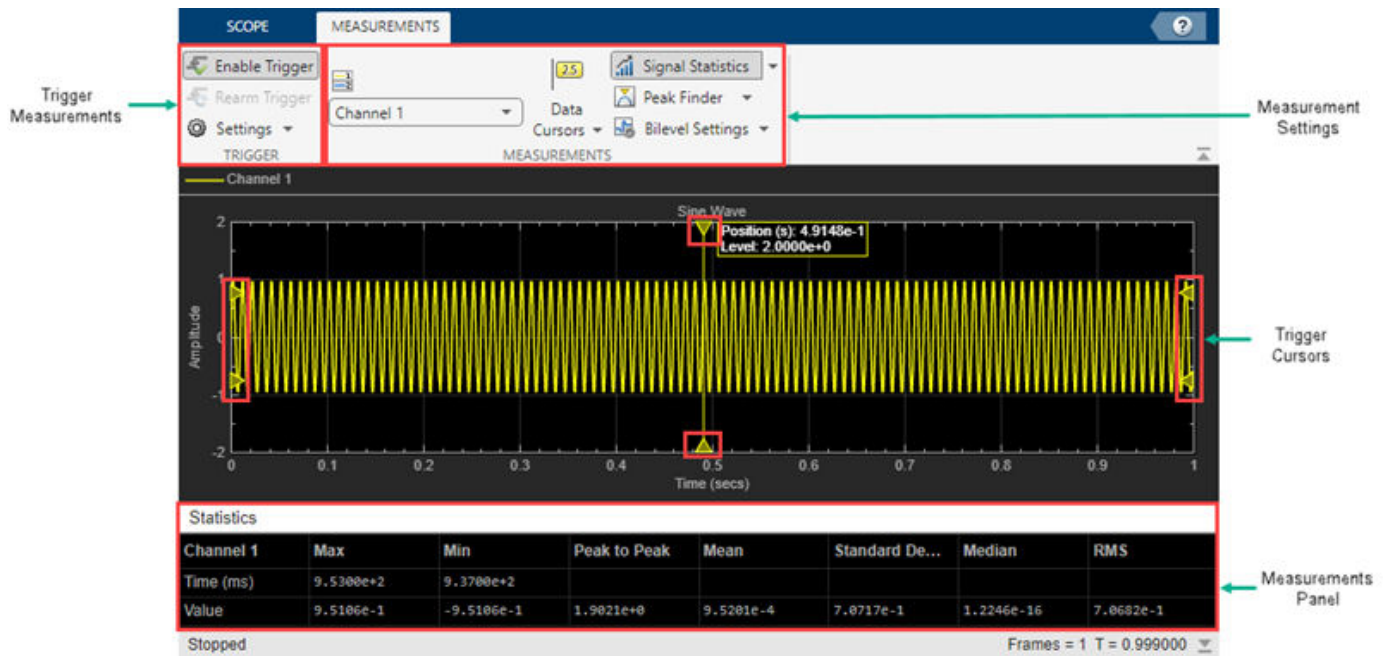 SCOPE MEASUREMENTS ?
Enable Trigger
Rearm Trigger
Settings
TRIGGER
Channel 1
2.5
Data
Cursors
Signal Statistics
Peak Finder
Bilevel Settings
MEASUREMENTS
Trigger
Measurements
Measurement
Settings
Channel 1
Sine Wave
Position (s): 4.9148e-1
Level: 2.0000e+0
2
1
0
-1
-2
Amplitude
0 0.1 0.2 0.3 0.4 0.5 0.6 0.7 0.8 0.9 1
Time (secs)
Trigger
Cursors
Statistics
Channel 1 Max Min Peak to Peak Mean Standard De... Median RMS
Time (ms) 9.5300e+2 9.3700e+2
Value 9.5106e-1 -9.5106e-1 1.9021e+0 9.5201e-4 7.0717e-1 1.2246e-16 7.0682e-1
Measurements
Panel
Stopped Frames = 1 T = 0.999000